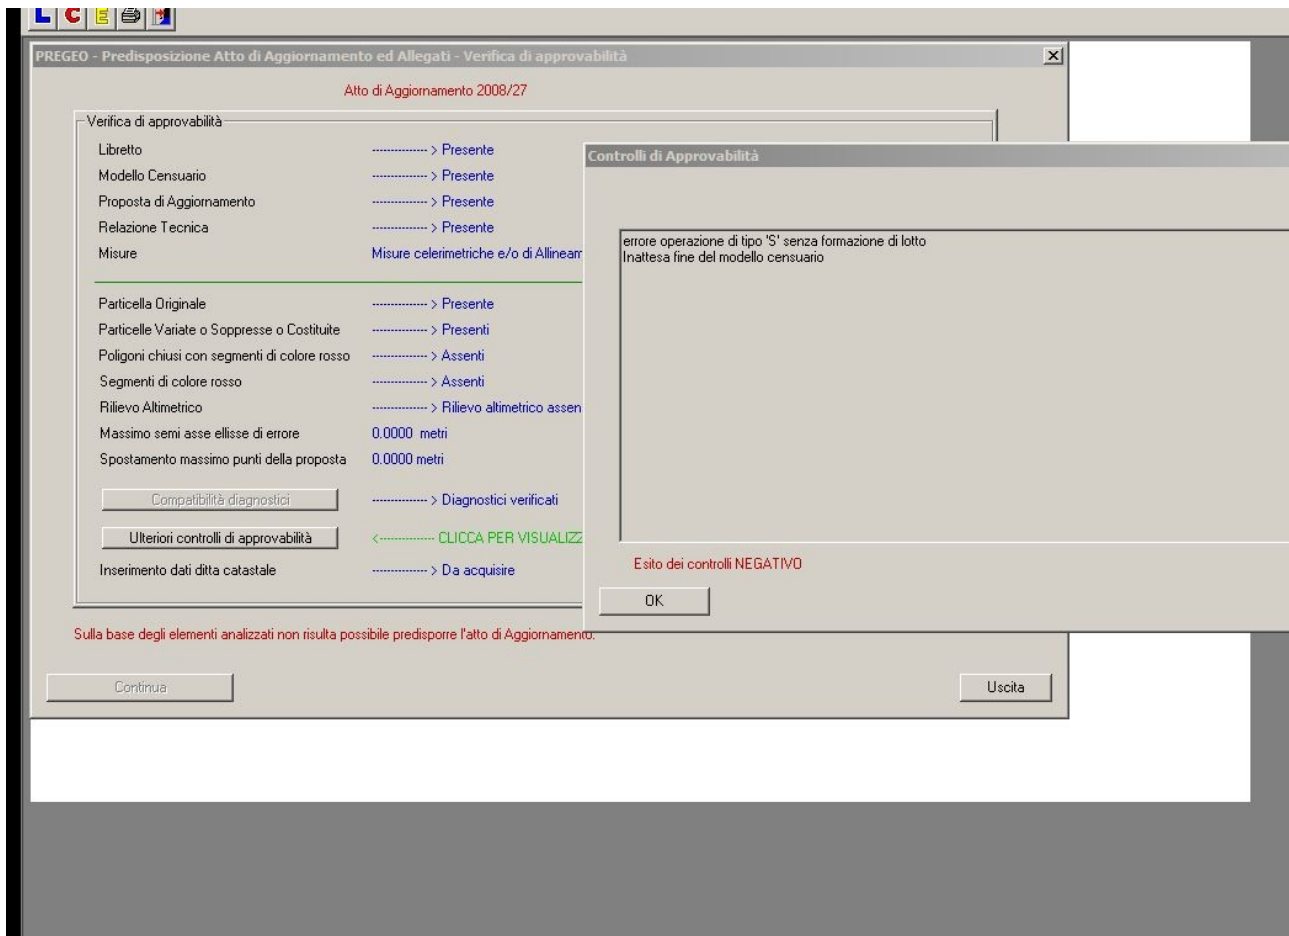 L C E
PREGEO - Predisposizione Atto di Aggiornamento ed Allegati - Verifica di approvabilità
Atto di Aggiornamento 2008/27
Verifica di approvabilità
Libretto -------------- > Presente
Modello Censuario -------------- > Presente
Proposta di Aggiornamento -------------- > Presente
Relazione Tecnica -------------- > Presente
Misure Misure celerimetriche e/o di Allineam
Particella Originale -------------- > Presente
Particelle Variate o Soppresse o Costituite -------------- > Presenti
Poligoni chiusi con segmenti di colore rosso -------------- > Assenti
Segmenti di colore rosso -------------- > Assenti
Rilievo Altimetrico -------------- > Rilievo altimetrico assen
Massimo semi asse ellisse di errore 0.0000 metri
Spostamento massimo punti della proposta 0.0000 metri
Compatibilità diagnostici -------------- > Diagnostici verificati
Ulteriori controlli di approvabilità <-------------- CLICCA PER VISUALIZZ
Inserimento dati ditta catastale -------------- > Da acquisire
Sulla base degli elementi analizzati non risulta possibile predisporre l'atto di Aggiornamento.
Continua
Uscita
Controlli di Approvabilità
errore operazione di tipo 'S' senza formazione di lotto
Inattesa fine del modello censuario
Esito dei controlli NEGATIVO
OK